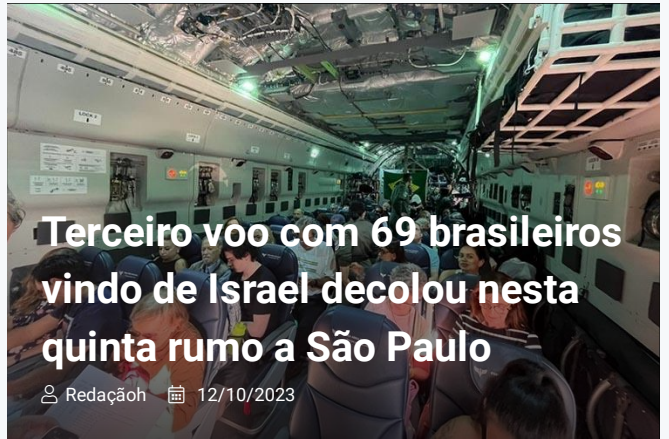 Terceiro voo com 69 brasileiros
vindo de Israel decolou nesta
quinta rumo a São Paulo
Redaçãoh 12/10/2023